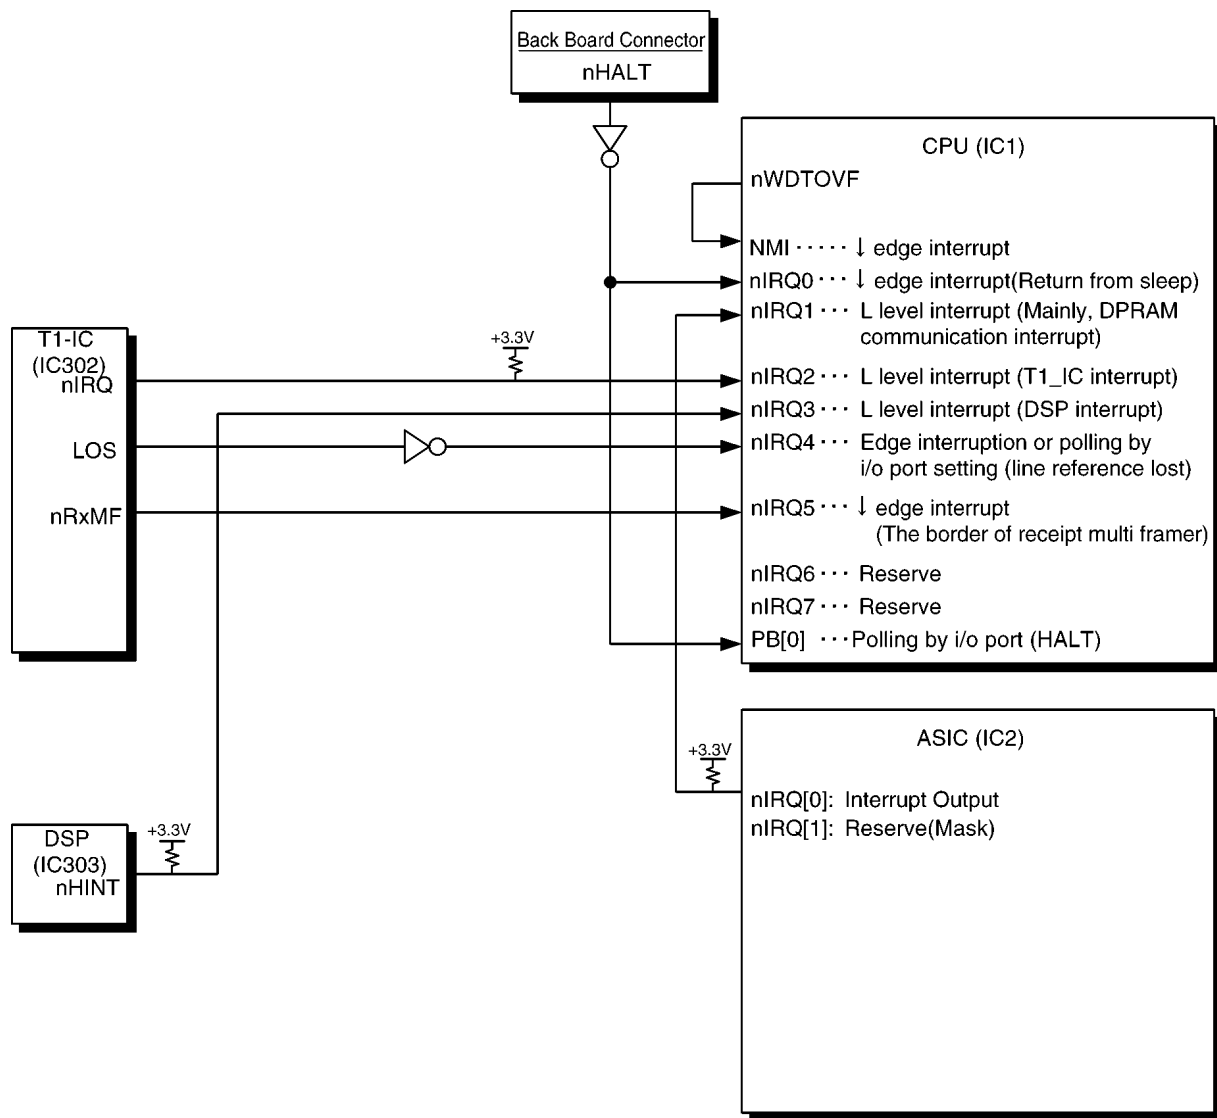 Back Board Connector
nHALT
CPU (IC1)
nWDTOVF
NMI ····· ↓ edge interrupt
nIRQ0 ··· ↓ edge interrupt(Return from sleep)
nIRQ1 ··· L level interrupt (Mainly, DPRAM
communication interrupt)
nIRQ2 ··· L level interrupt (T1_IC interrupt)
nIRQ3 ··· L level interrupt (DSP interrupt)
nIRQ4 ··· Edge interruption or polling by
i/o port setting (line reference lost)
nIRQ5 ··· ↓ edge interrupt
(The border of receipt multi framer)
nIRQ6 ··· Reserve
nIRQ7 ··· Reserve
PB[0] ··· Polling by i/o port (HALT)
T1-IC
(IC302)
nIRQ
LOS
nRxMF
+3.3V
DSP
(IC303)
nHINT
+3.3V
+3.3V
ASIC (IC2)
nIRQ[0]: Interrupt Output
nIRQ[1]: Reserve(Mask)